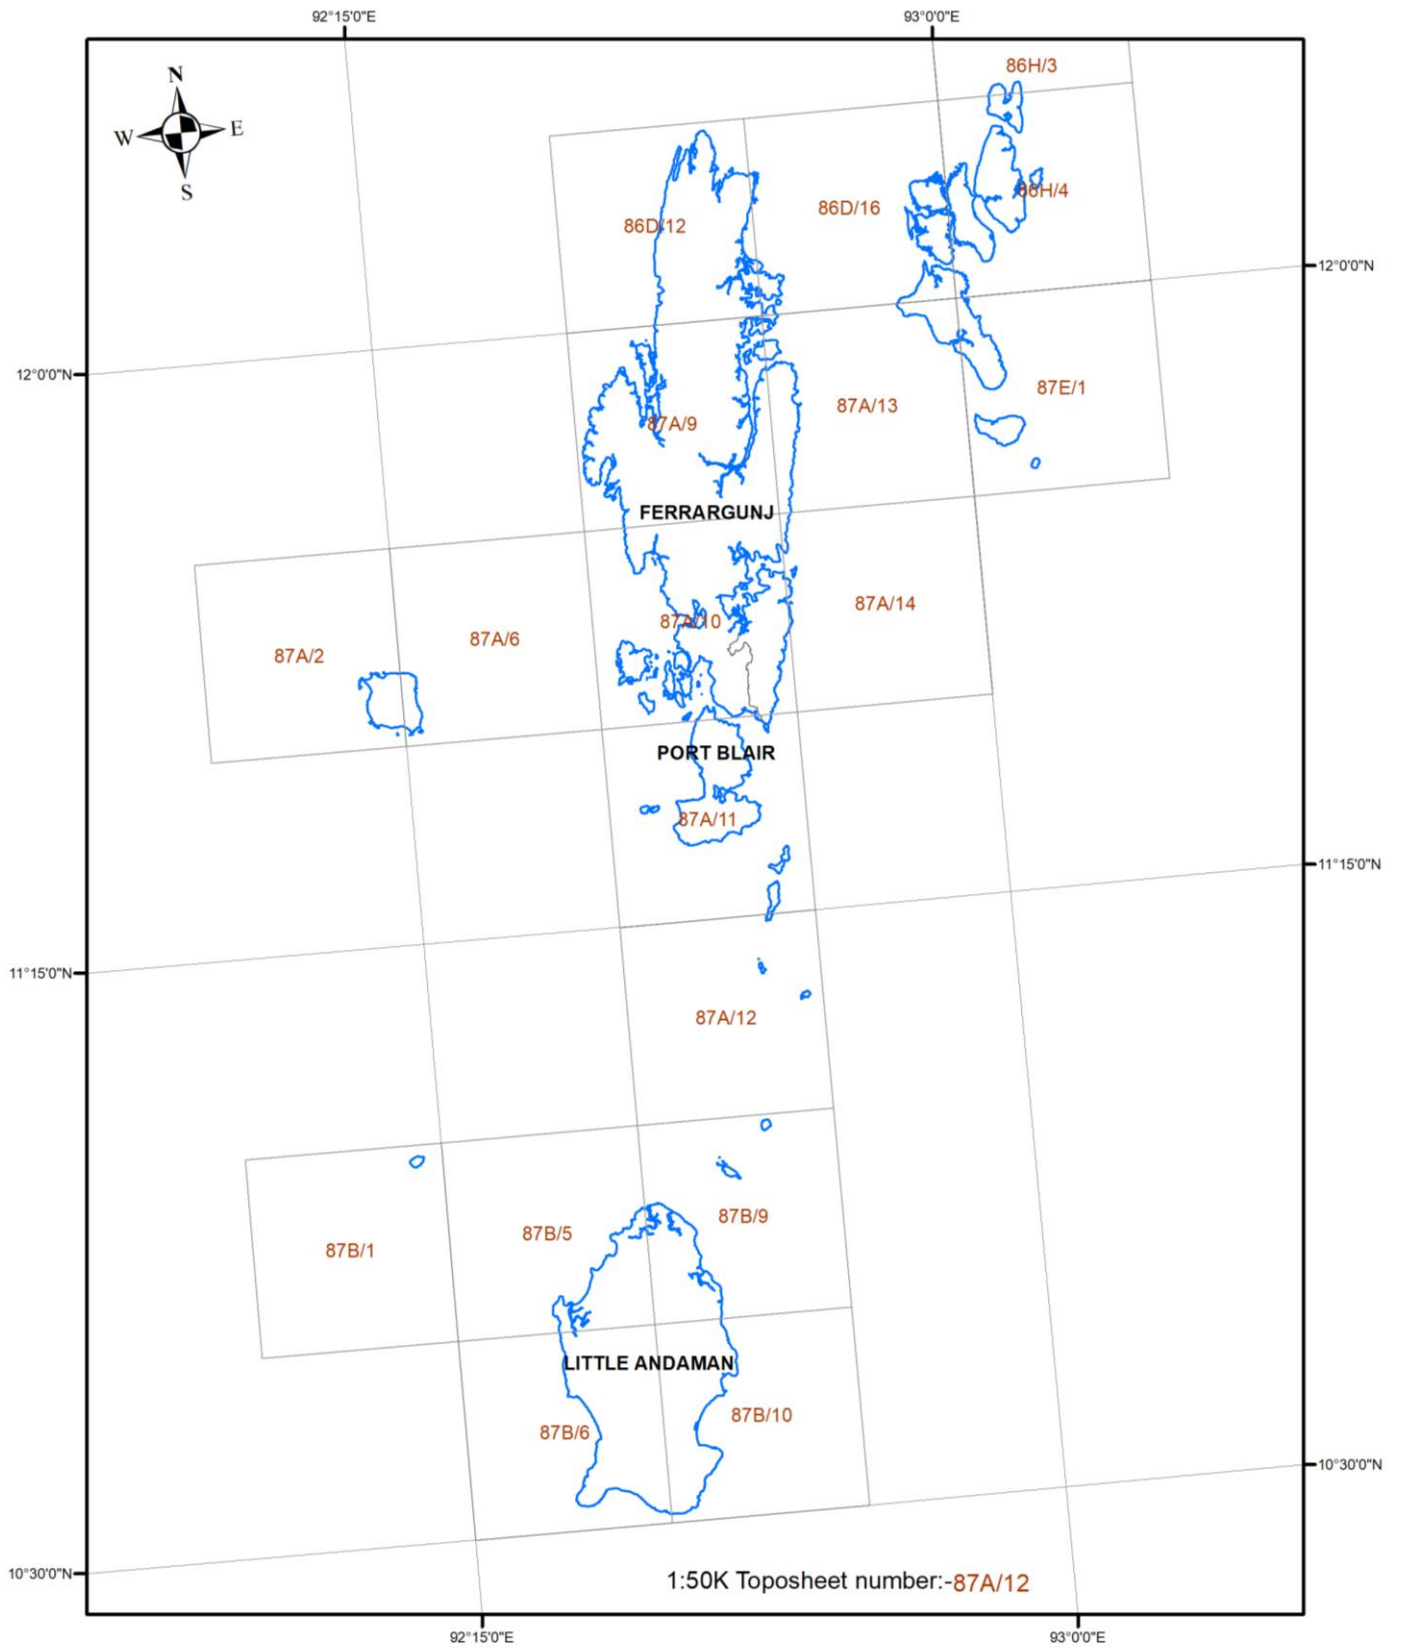 92°15'0"E
93°0'0"E
N
W
E
S
86H/3
86H/4
86D/16
86D/12
12°0'0"N
12°0'0"N
87E/1
87A/13
87A/9
FERRARGUNJ
87A/14
87A/10
87A/6
87A/2
PORT BLAIR
87A/11
11°15'0"N
11°15'0"N
87A/12
87B/9
87B/5
87B/1
LITTLE ANDAMAN
87B/10
87B/6
10°30'0"N
10°30'0"N
1:50K Toposheet number:-87A/12
92°15'0"E
93°0'0"E